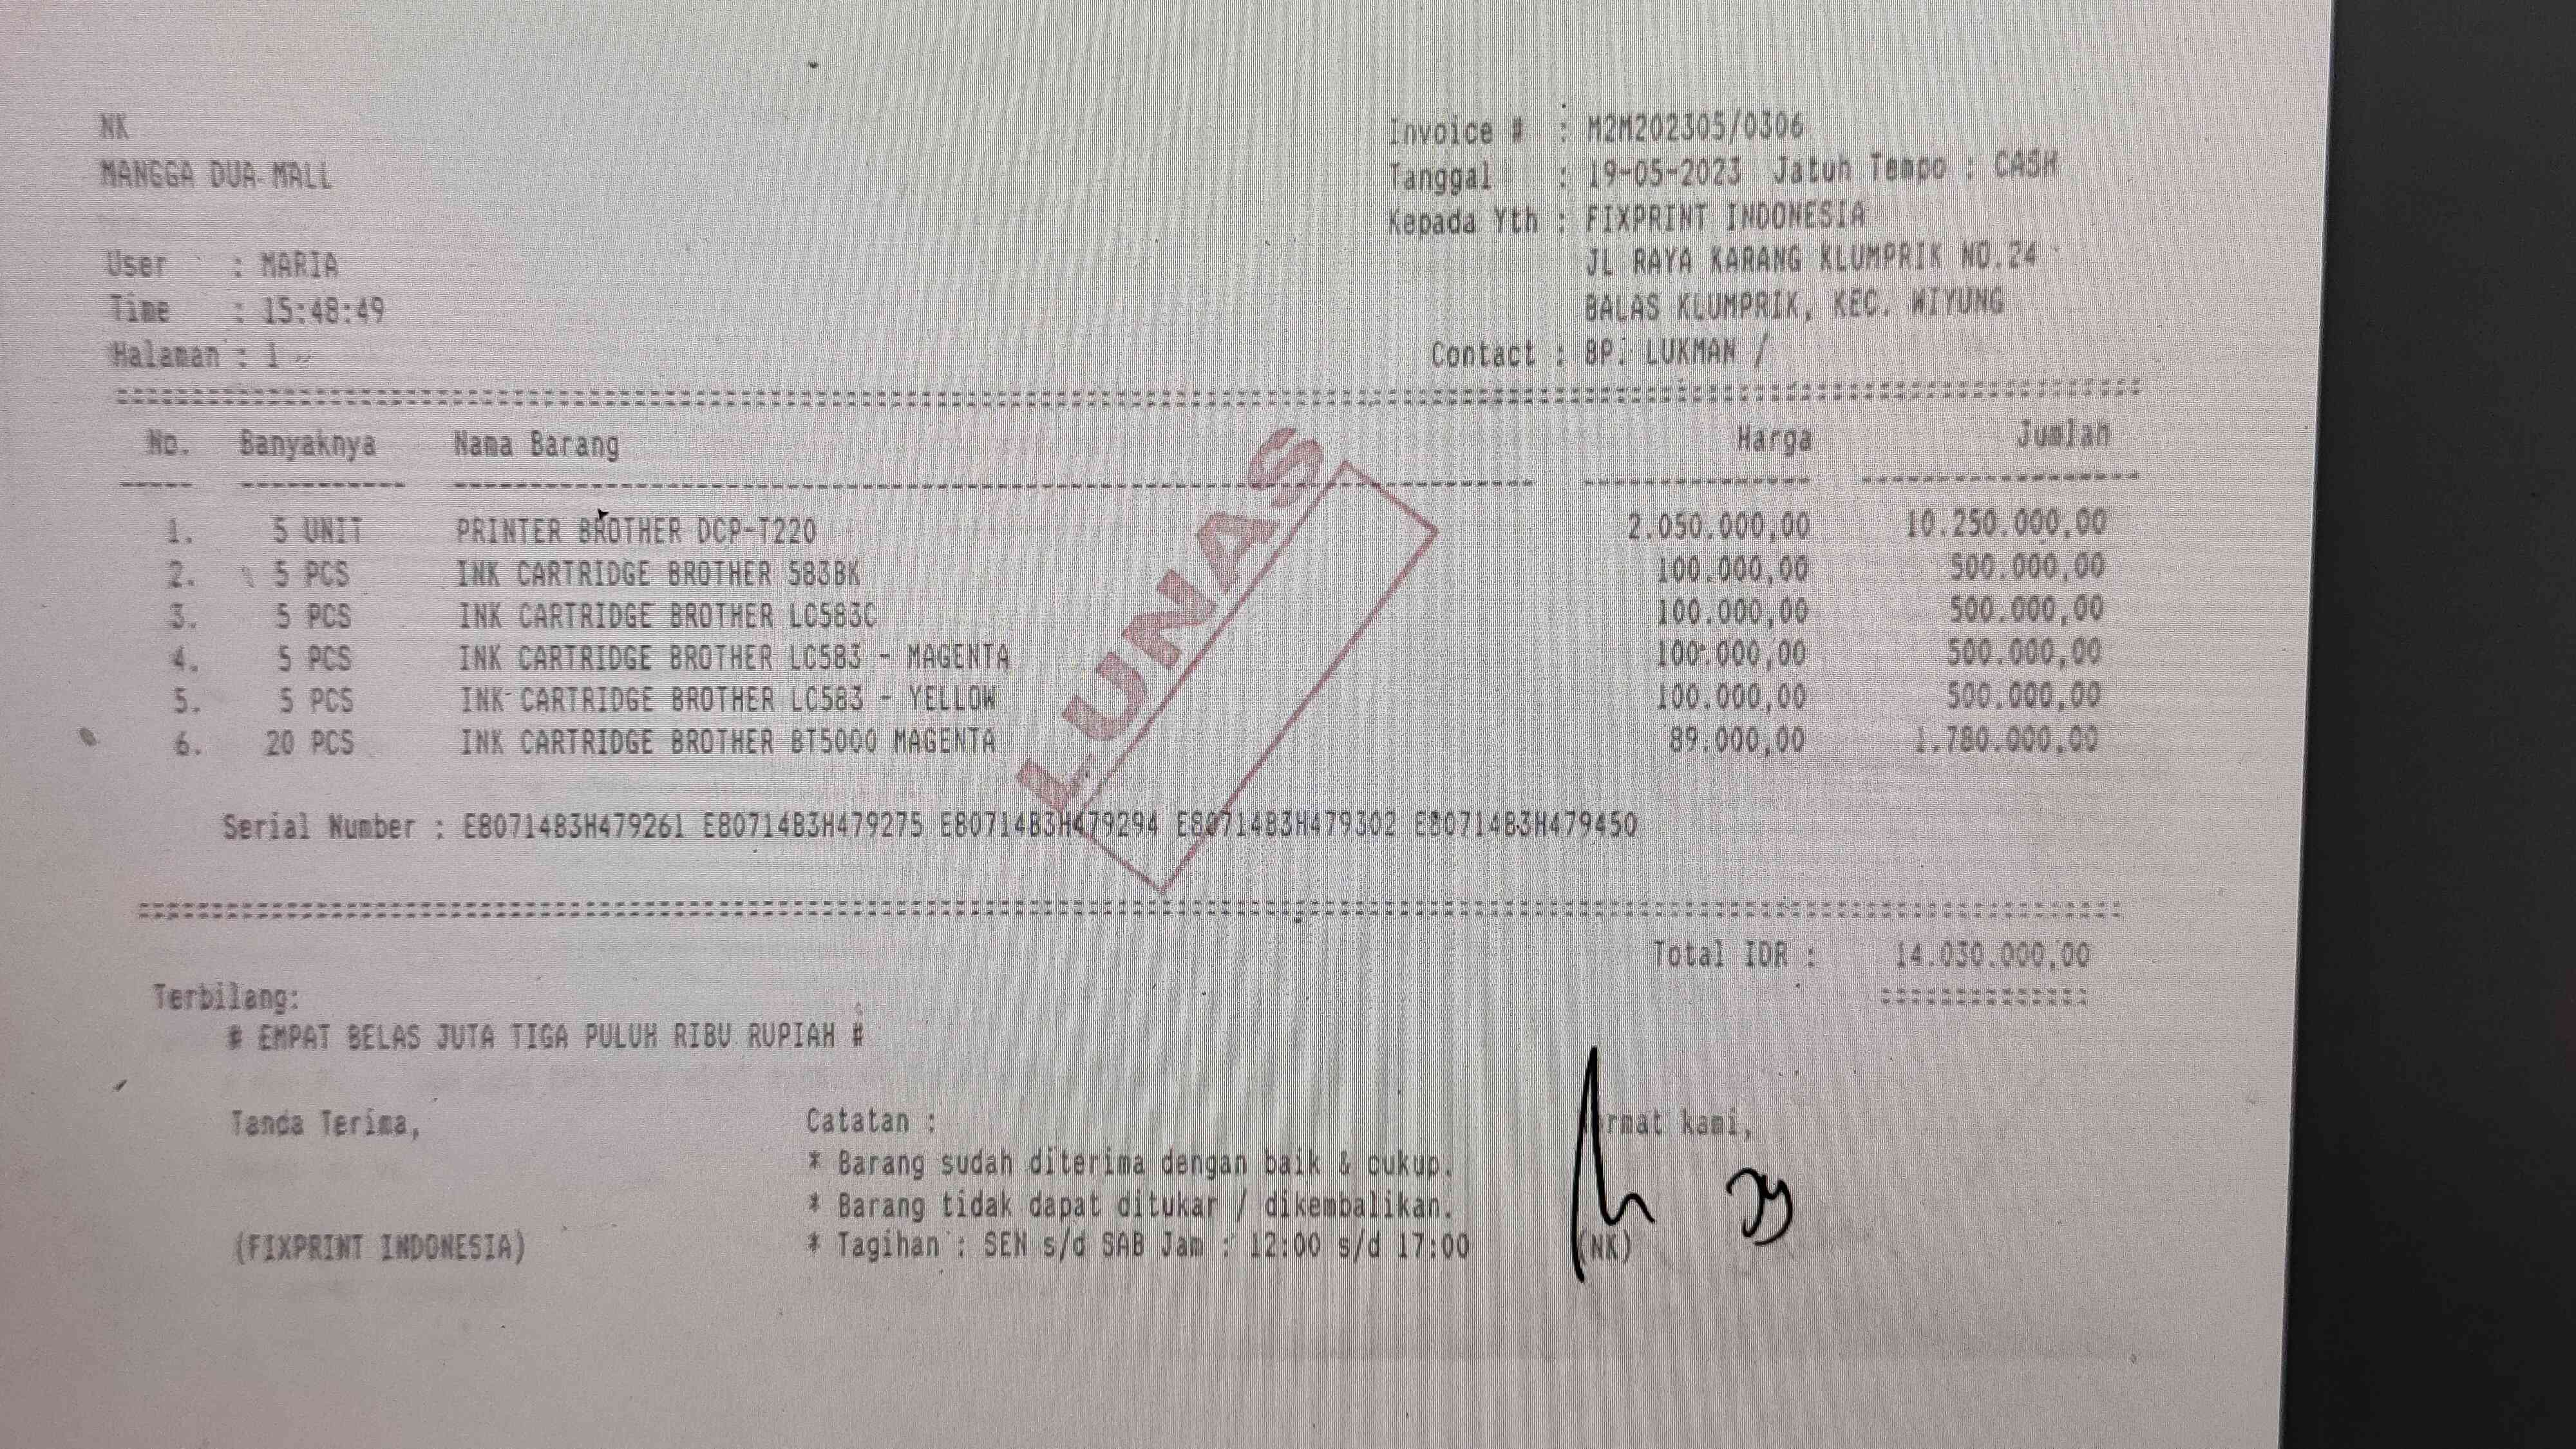 NK
MANGGA DUA MALL
User : MARIA
Time : 15:48:49
Halaman : 1
Invoice # : M2M202305/0306
Tanggal : 19-05-2023 Jatuh Tempo : CASH
Kepada Yth : FIXPRINT INDONESIA
JL RAYA KARANG KLUMPRIK NO.24
BALAS KLUMPRIK, KEC. WIYUNG
Contact : BP. LUKMAN /
No. Banyaknya Nama Barang Harga Jumlah
1. 5 UNIT PRINTER BROTHER DCP-T220 2.050.000,00 10.250.000,00
2. 5 PCS INK CARTRIDGE BROTHER 583BK 100.000,00 500.000,00
3. 5 PCS INK CARTRIDGE BROTHER LC583C 100.000,00 500.000,00
4. 5 PCS INK CARTRIDGE BROTHER LC583 - MAGENTA 100.000,00 500.000,00
5. 5 PCS INK CARTRIDGE BROTHER LC583 - YELLOW 100.000,00 500.000,00
6. 20 PCS INK CARTRIDGE BROTHER BT5000 MAGENTA 89.000,00 1.780.000,00
LUNAS
Serial Number : E80714B3H479261 E80714B3H479275 E80714B3H479294 E80714B3H479302 E80714B3H479450
Total IDR : 14.030.000,00
Terbilang:
# EMPAT BELAS JUTA TIGA PULUH RIBU RUPIAH #
Tanda Terima,
(FIXPRINT INDONESIA)
Catatan :
* Barang sudah diterima dengan baik & cukup.
* Barang tidak dapat ditukar / dikembalikan.
* Tagihan : SEN s/d SAB Jam : 12:00 s/d 17:00
kami,
(NK)